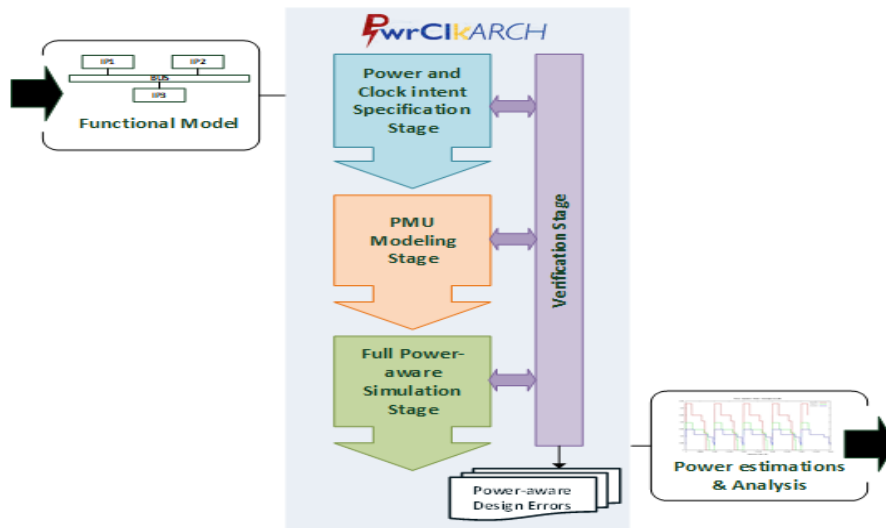 PwrClkARCH
IP1
IP2
BUS
IP3
Functional Model
Power and
Clock intent
Specification
Stage
PMU
Modeling
Stage
Full Power-
aware
Simulation
Stage
Verification Stage
Power-aware
Design Errors
Power estimations
& Analysis